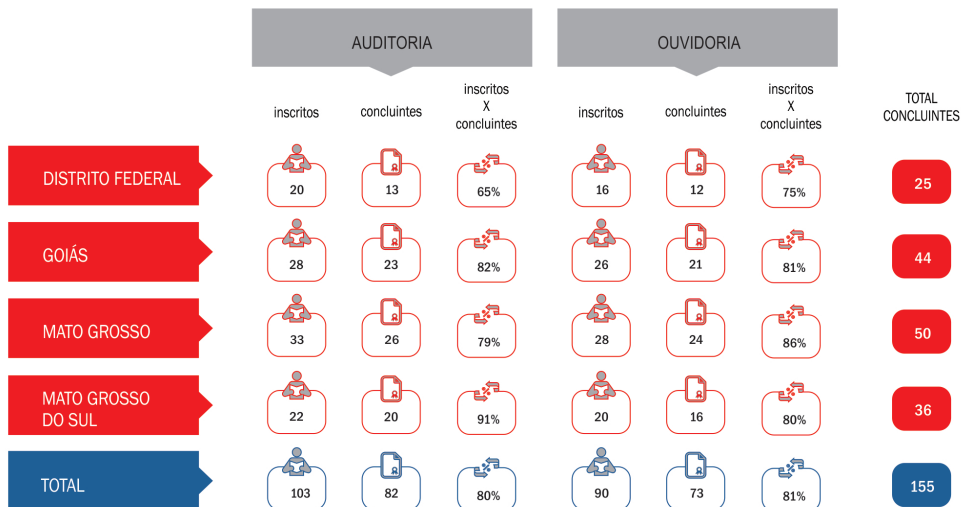 AUDITORIA
OUVIDORIA
inscritos
concluintes
inscritos
X
concluintes
inscritos
concluintes
inscritos
X
concluintes
TOTAL
CONCLUINTES
DISTRITO FEDERAL
20
13
65%
16
12
75%
25
GOIÁS
28
23
82%
26
21
81%
44
MATO GROSSO
33
26
79%
28
24
86%
50
MATO GROSSO
DO SUL
22
20
91%
20
16
80%
36
TOTAL
103
82
80%
90
73
81%
155